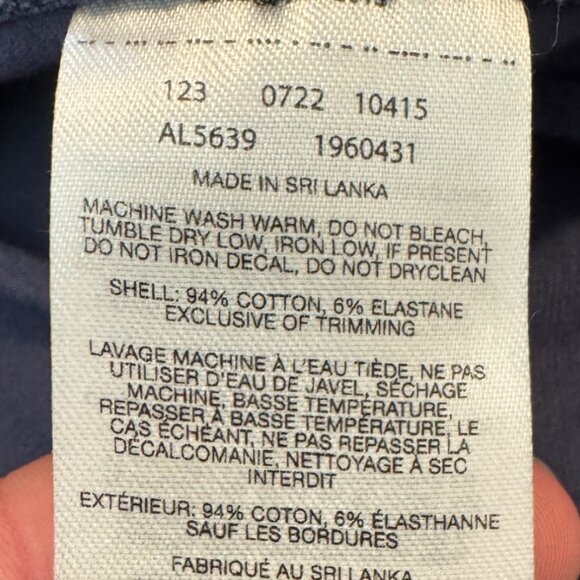 123 0722 10415
AL5639 1960431
MADE IN SRI LANKA
MACHINE WASH WARM, DO NOT BLEACH,
TUMBLE DRY LOW, IRON LOW, IF PRESENT
DO NOT IRON DECAL, DO NOT DRYCLEAN
SHELL: 94% COTTON, 6% ELASTANE
EXCLUSIVE OF TRIMMING
LAVAGE MACHINE À L'EAU TIÈDE, NE PAS
UTILISER D'EAU DE JAVEL, SÉCHAGE
MACHINE, BASSE TEMPÉRATURE,
REPASSER À BASSE TEMPÉRATURE, LE
CAS ÉCHÉANT, NE PAS REPASSER LA
DÉCALCOMANIE, NETTOYAGE À SEC
INTERDIT
EXTÉRIEUR: 94% COTON, 6% ÉLASTHANNE
SAUF LES BORDURES
FABRIQUÉ AU SRI LANKA